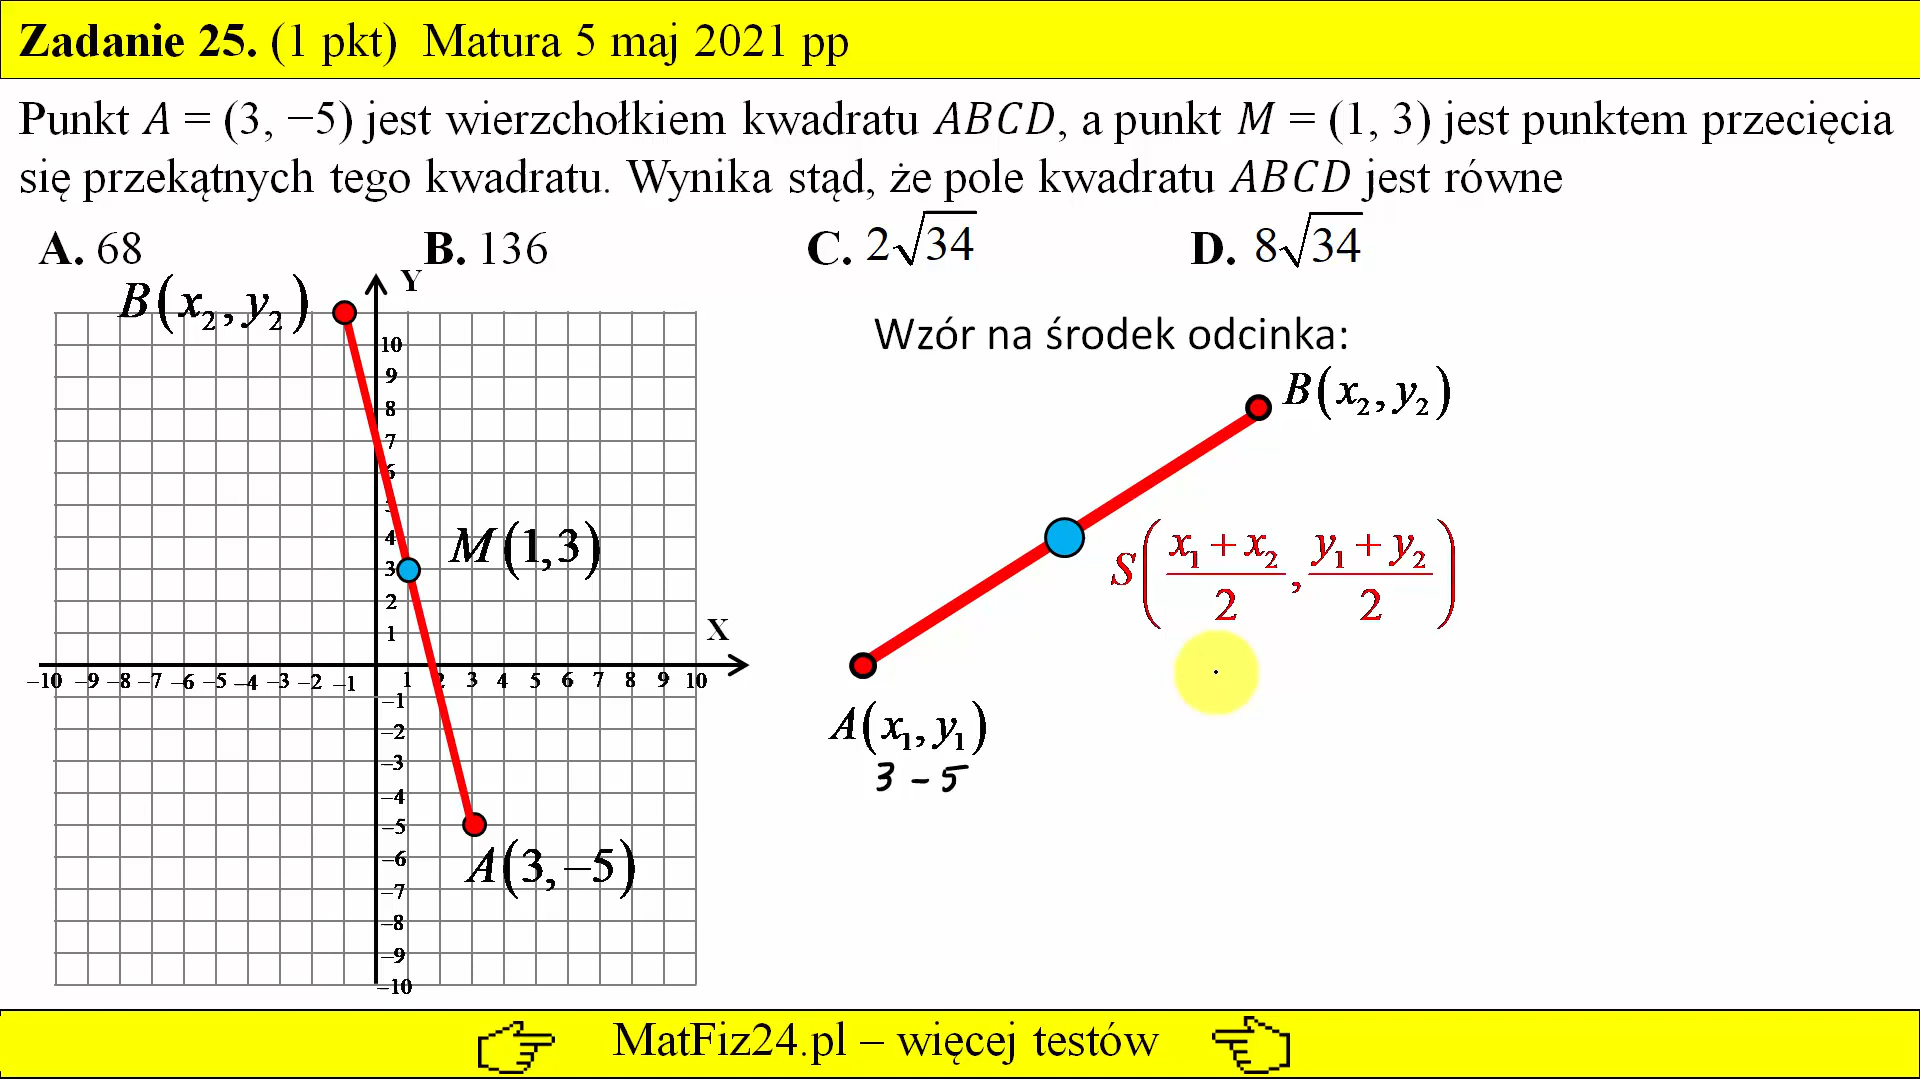 Zadanie 25. (1 pkt) Matura 5 maj 2021 pp
Punkt A = (3, −5) jest wierzchołkiem kwadratu ABCD, a punkt M = (1, 3) jest punktem przecięcia
się przekątnych tego kwadratu. Wynika stąd, że pole kwadratu ABCD jest równe
A. 68 B. 136 C. 2√34 D. 8√34
Y
B(x₂, y₂)
10
9
8
7
6
4
3
2
1
M(1,3)
X
−10 −9 −8 −7 −6 −5 −4 −3 −2 −1 1 2 3 4 5 6 7 8 9 10
−1
−2
−3
−4
−5
−6
−7
−8
−9
−10
A(3,−5)
Wzór na środek odcinka:
B(x₂, y₂)
S((x₁ + x₂)/2, (y₁ + y₂)/2)
A(x₁, y₁)
3 −5
MatFiz24.pl – więcej testów